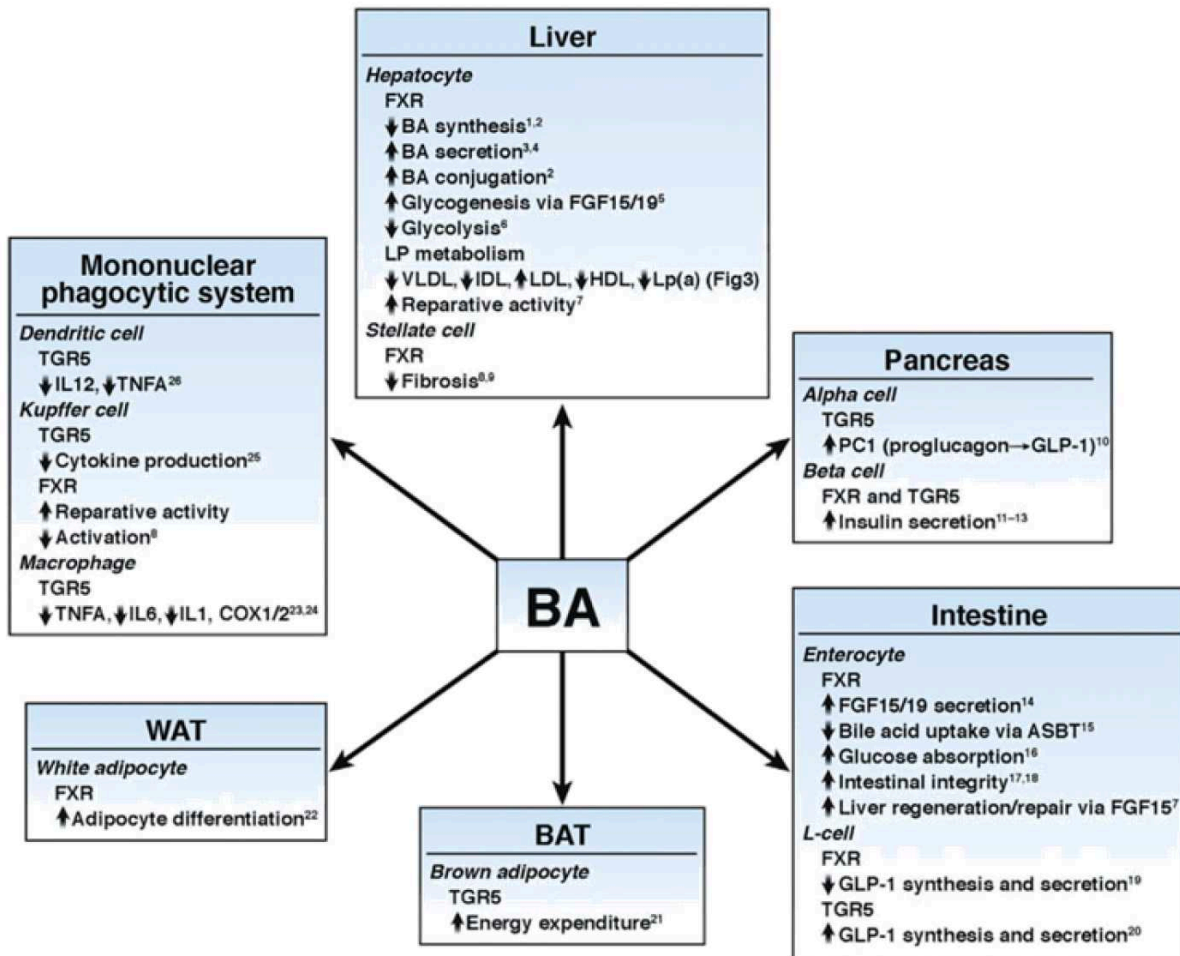 Liver
Hepatocyte
FXR
↓BA synthesis1,2
↑BA secretion3,4
↑BA conjugation2
↑Glycogenesis via FGF15/195
↓Glycolysis6
LP metabolism
↓VLDL,↓IDL,↑LDL,↓HDL,↓Lp(a) (Fig3)
↑Reparative activity7
Stellate cell
FXR
↓Fibrosis8,9
Mononuclear
phagocytic system
Dendritic cell
TGR5
↓IL12,↓TNFA26
Kupffer cell
TGR5
↓Cytokine production25
FXR
↑Reparative activity
↓Activation8
Macrophage
TGR5
↓TNFA,↓IL6,↓IL1, COX1/223,24
Pancreas
Alpha cell
TGR5
↑PC1 (proglucagon→GLP-1)10
Beta cell
FXR and TGR5
↑Insulin secretion11–13
BA
Intestine
Enterocyte
FXR
↑FGF15/19 secretion14
↓Bile acid uptake via ASBT15
↑Glucose absorption16
↑Intestinal integrity17,18
↑Liver regeneration/repair via FGF157
L-cell
FXR
↓GLP-1 synthesis and secretion19
TGR5
↑GLP-1 synthesis and secretion20
WAT
White adipocyte
FXR
↑Adipocyte differentiation22
BAT
Brown adipocyte
TGR5
↑Energy expenditure21